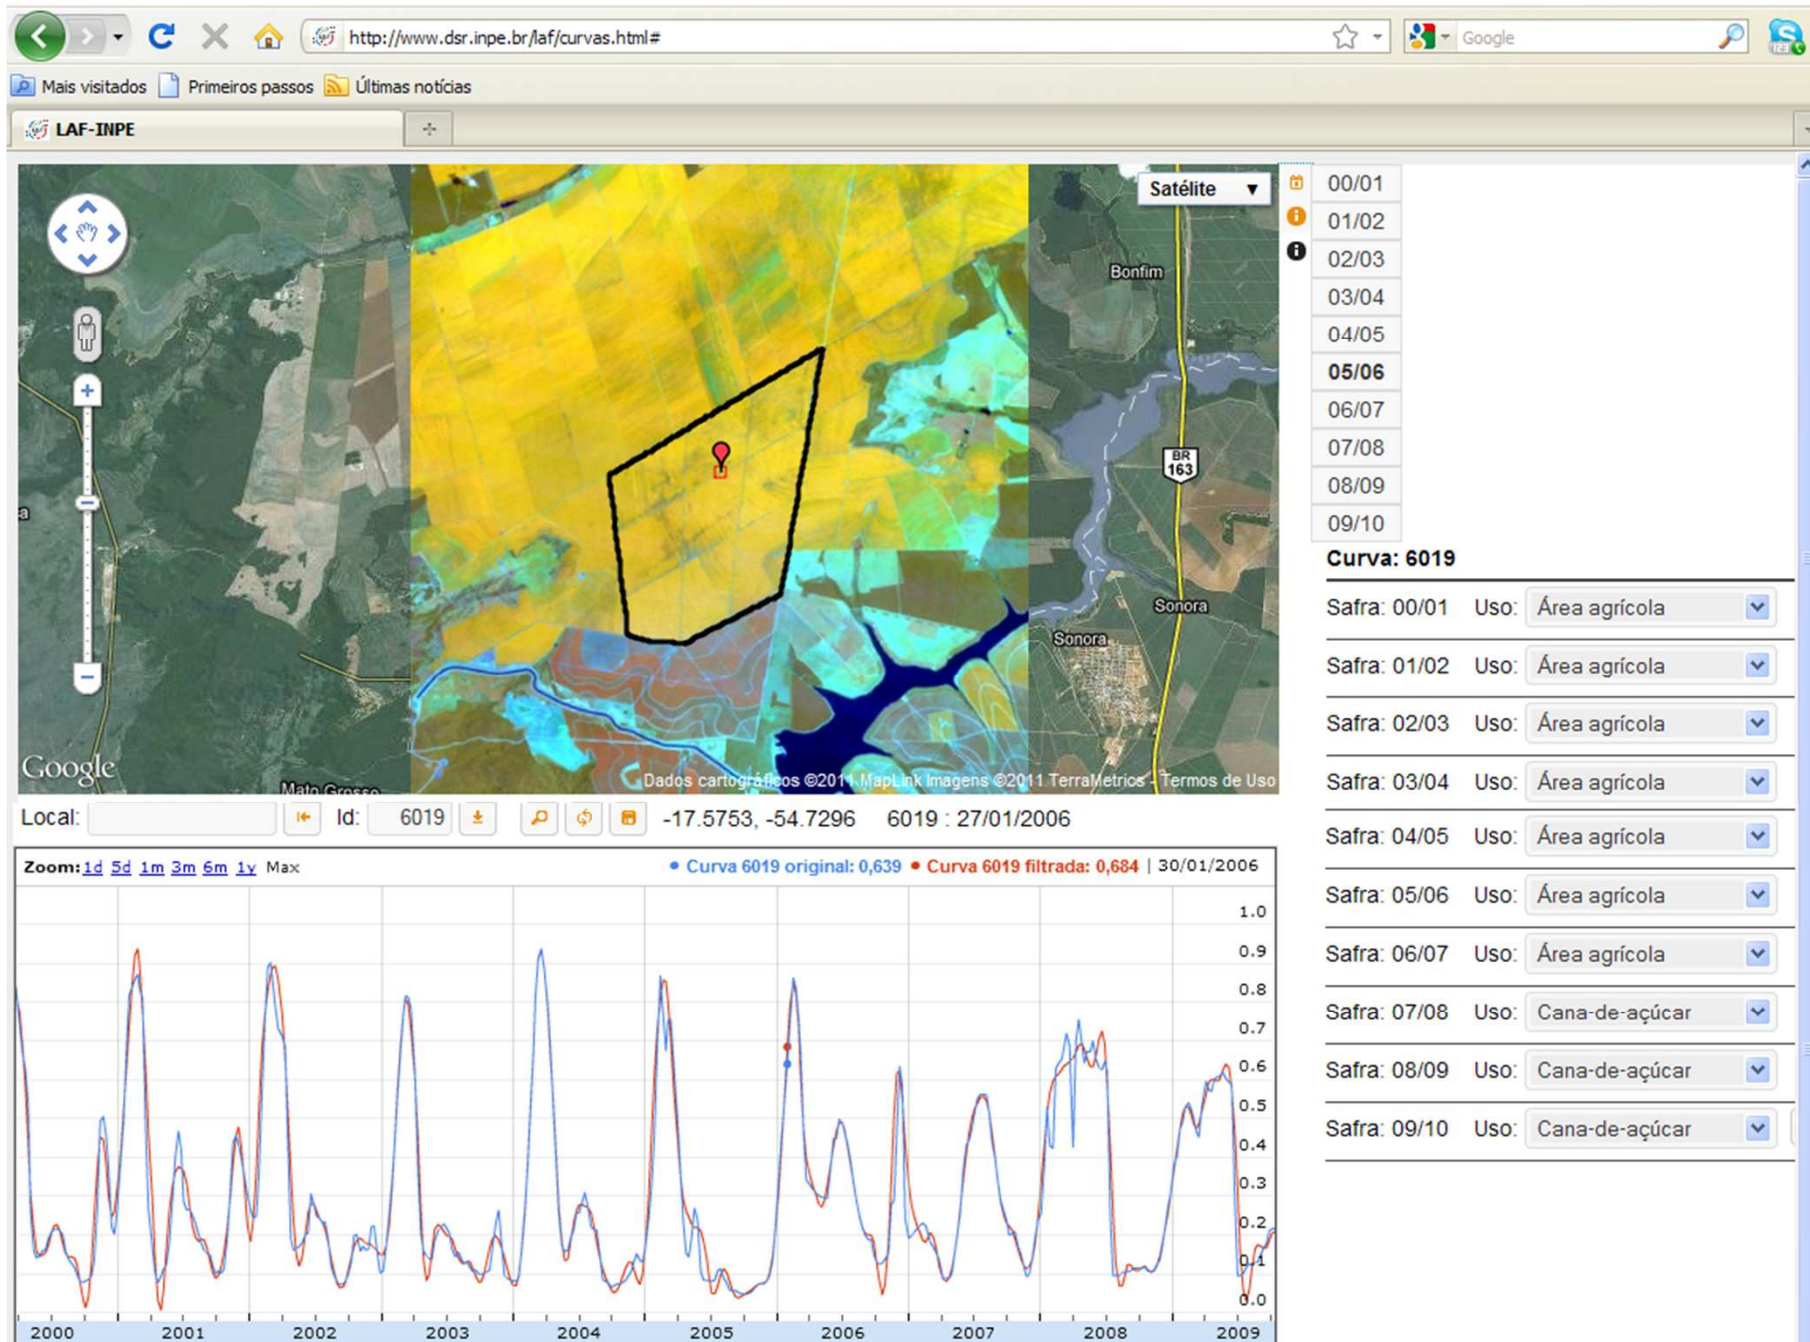 http://www.dsr.inpe.br/laf/curvas.html#
Google
Mais visitados Primeiros passos Últimas notícias
LAF-INPE
Satélite ▼
Bonfim
BR
163
Sonora
Sonora
a
Google
Mato Grosso
Dados cartográficos ©2011 MapLink Imagens ©2011 TerraMetrics - Termos de Uso
00/01
01/02
02/03
03/04
04/05
05/06
06/07
07/08
08/09
09/10
Curva: 6019
Safra: 00/01 Uso: Área agrícola
Safra: 01/02 Uso: Área agrícola
Safra: 02/03 Uso: Área agrícola
Safra: 03/04 Uso: Área agrícola
Safra: 04/05 Uso: Área agrícola
Safra: 05/06 Uso: Área agrícola
Safra: 06/07 Uso: Área agrícola
Safra: 07/08 Uso: Cana-de-açúcar
Safra: 08/09 Uso: Cana-de-açúcar
Safra: 09/10 Uso: Cana-de-açúcar
Local: Id: 6019 -17.5753, -54.7296 6019 : 27/01/2006
Zoom: 1d 5d 1m 3m 6m 1y Max • Curva 6019 original: 0,639 • Curva 6019 filtrada: 0,684 | 30/01/2006
1.0
0.9
0.8
0.7
0.6
0.5
0.4
0.3
0.2
0.1
0.0
2000 2001 2002 2003 2004 2005 2006 2007 2008 2009